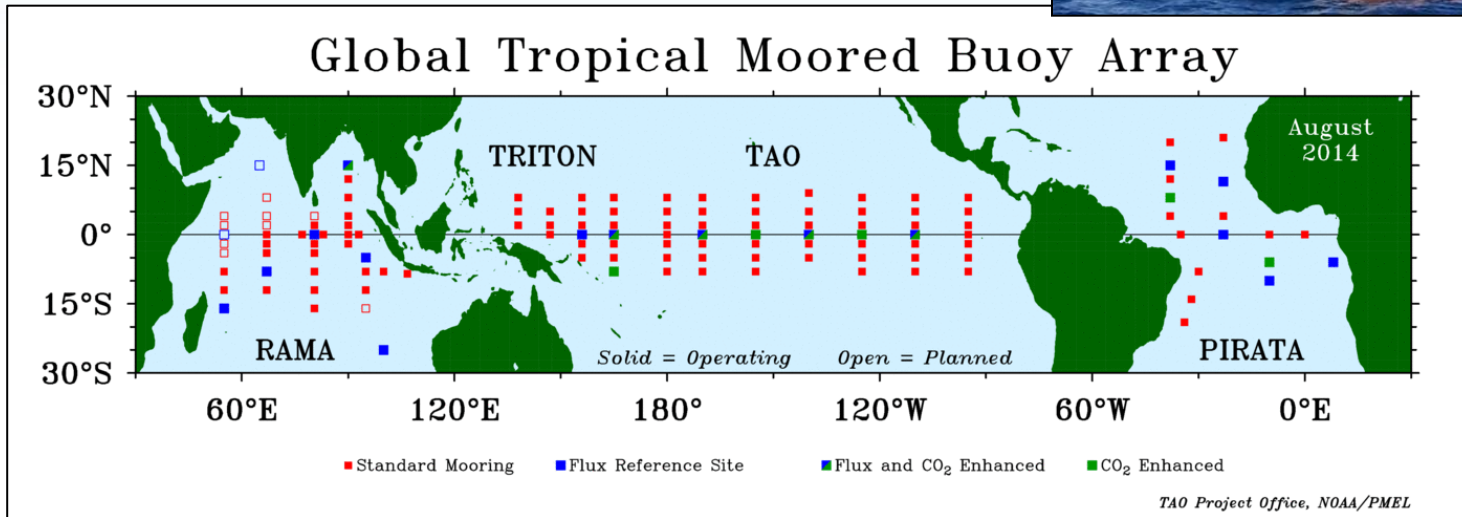 Global Tropical Moored Buoy Array
30°N
15°N
0°
15°S
30°S
TRITON
TAO
August
2014
RAMA
Solid = Operating Open = Planned
PIRATA
60°E 120°E 180° 120°W 60°W 0°E
Standard Mooring Flux Reference Site Flux and CO₂ Enhanced CO₂ Enhanced
TAO Project Office, NOAA/PMEL